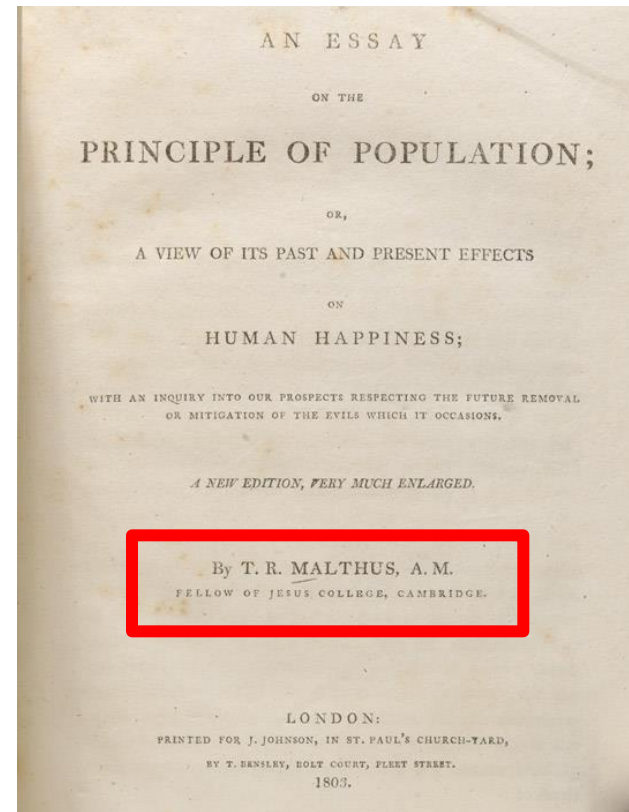 AN ESSAY
ON THE
PRINCIPLE OF POPULATION;
OR,
A VIEW OF ITS PAST AND PRESENT EFFECTS
ON
HUMAN HAPPINESS;
WITH AN INQUIRY INTO OUR PROSPECTS RESPECTING THE FUTURE REMOVAL
OR MITIGATION OF THE EVILS WHICH IT OCCASIONS.
A NEW EDITION, VERY MUCH ENLARGED.
By T. R. MALTHUS, A. M.
FELLOW OF JESUS COLLEGE, CAMBRIDGE.
LONDON:
PRINTED FOR J. JOHNSON, IN ST. PAUL'S CHURCH-YARD,
BY T. BENSLEY, BOLT COURT, FLEET STREET.
1803.